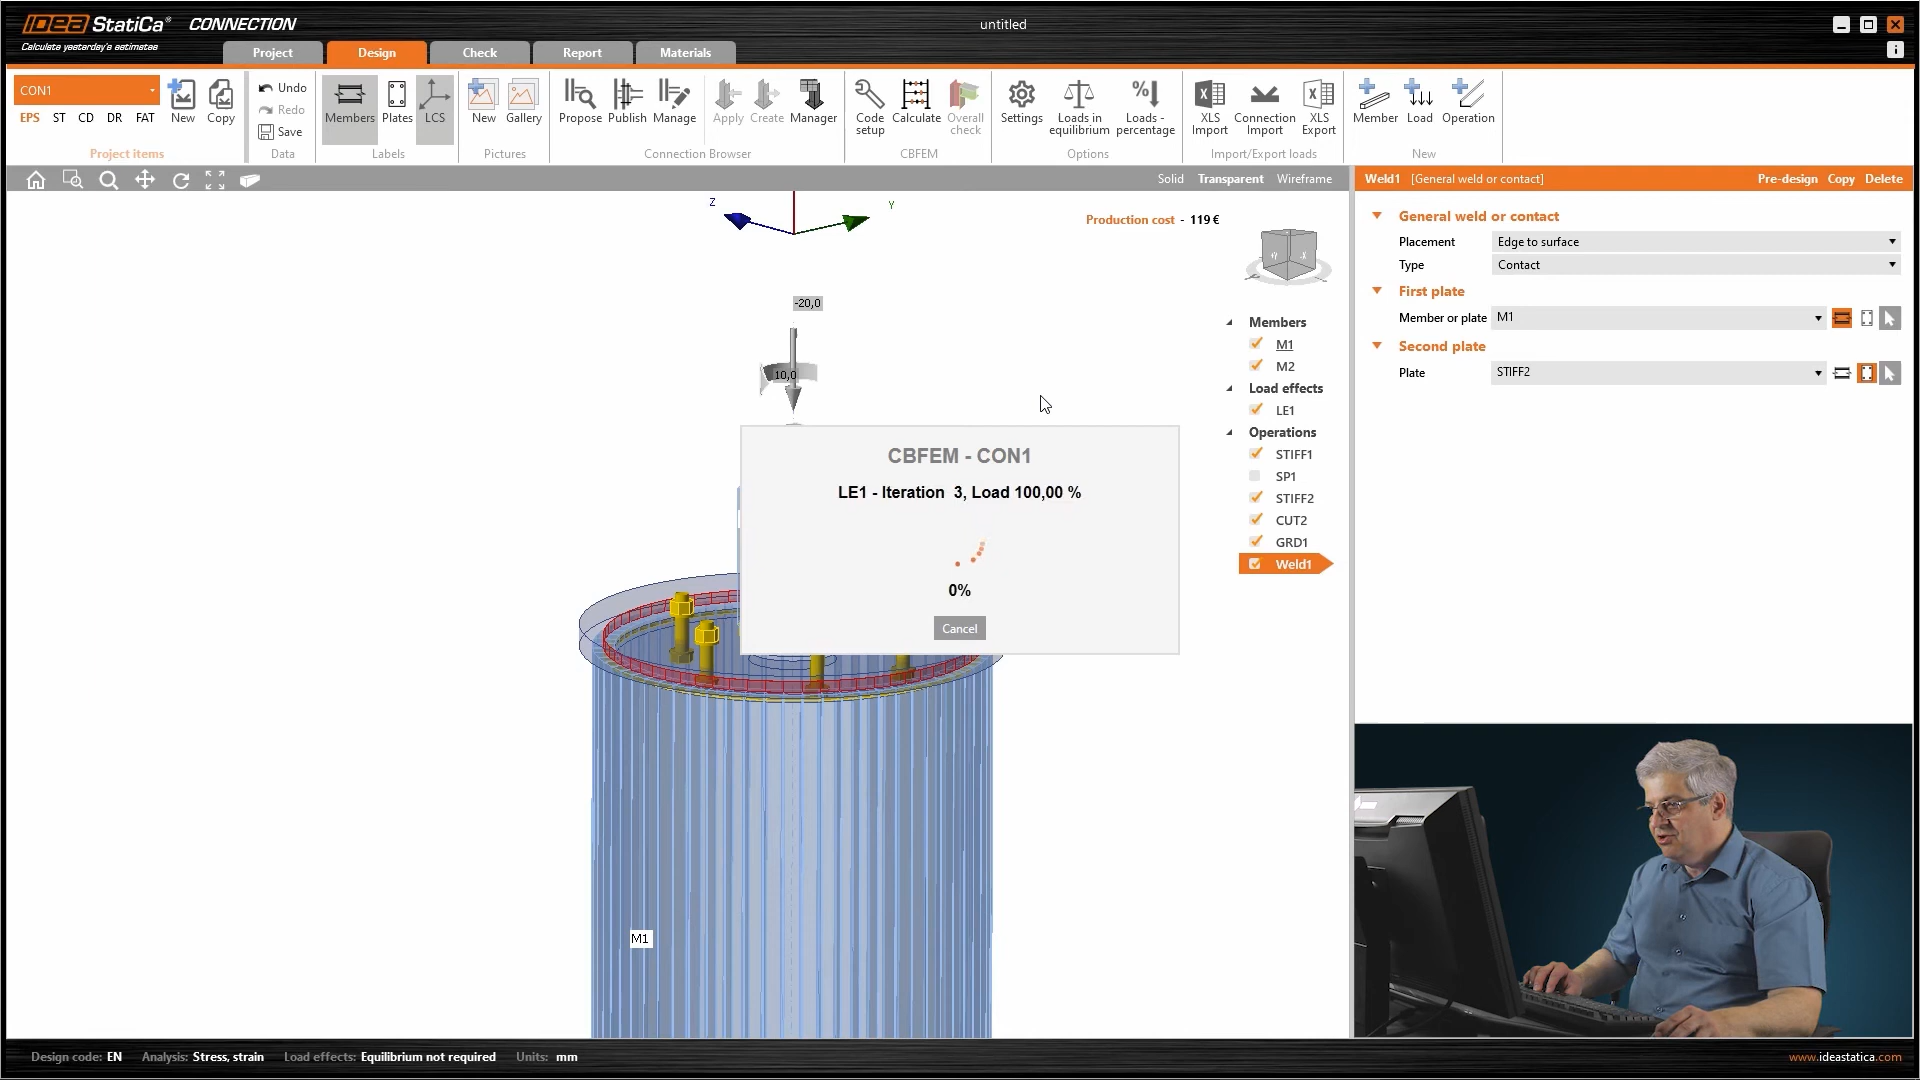 IDEA StatiCa® CONNECTION
Calculate yesterday's estimates
untitled
i
Project
Design
Check
Report
Materials
CON1
EPS ST CD DR FAT
New
Copy
Project items
Undo
Redo
Save
Data
Members
Plates
LCS
Labels
New
Gallery
Pictures
Propose
Publish
Manage
Apply
Create
Manager
Connection Browser
Code setup
Calculate
Overall check
CBFEM
Settings
Loads in equilibrium
Loads - percentage
Options
XLS Import
Connection Import
XLS Export
Import/Export loads
Member
Load
Operation
New
Solid Transparent Wireframe
Weld1 [General weld or contact]
Pre-design Copy Delete
Z
Y
Production cost - 119 €
+Y
-X
-20,0
10,0
CBFEM - CON1
LE1 - Iteration 3, Load 100,00 %
0%
Cancel
M1
Members
M1
M2
Load effects
LE1
Operations
STIFF1
SP1
STIFF2
CUT2
GRD1
Weld1
General weld or contact
Placement Edge to surface
Type Contact
First plate
Member or plate M1
Second plate
Plate STIFF2
Design code: EN Analysis: Stress, strain Load effects: Equilibrium not required Units: mm
www.ideastatica.com